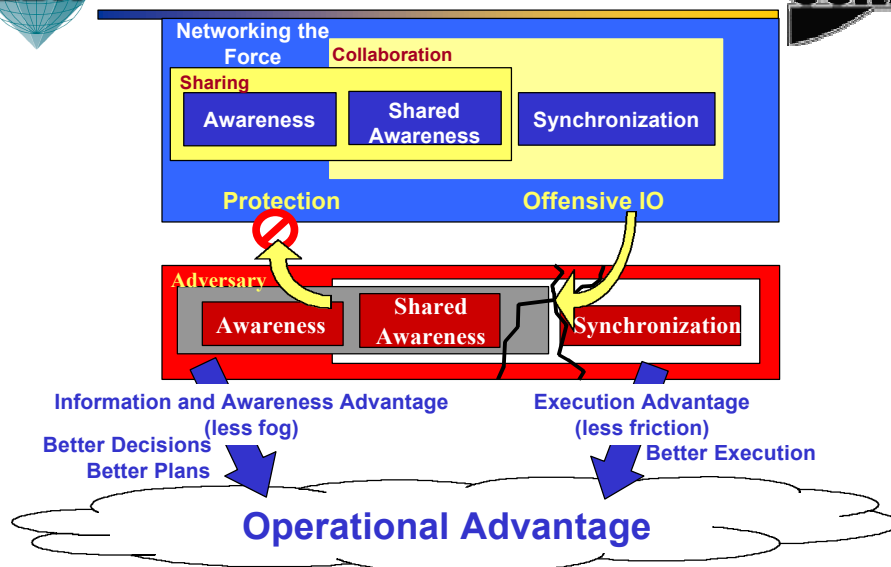 Networking the
Force
Collaboration
Sharing
Awareness
Shared
Awareness
Synchronization
Protection
Offensive IO
Adversary
Awareness
Shared
Awareness
Synchronization
Information and Awareness Advantage
(less fog)
Execution Advantage
(less friction)
Better Decisions
Better Plans
Better Execution
Operational Advantage